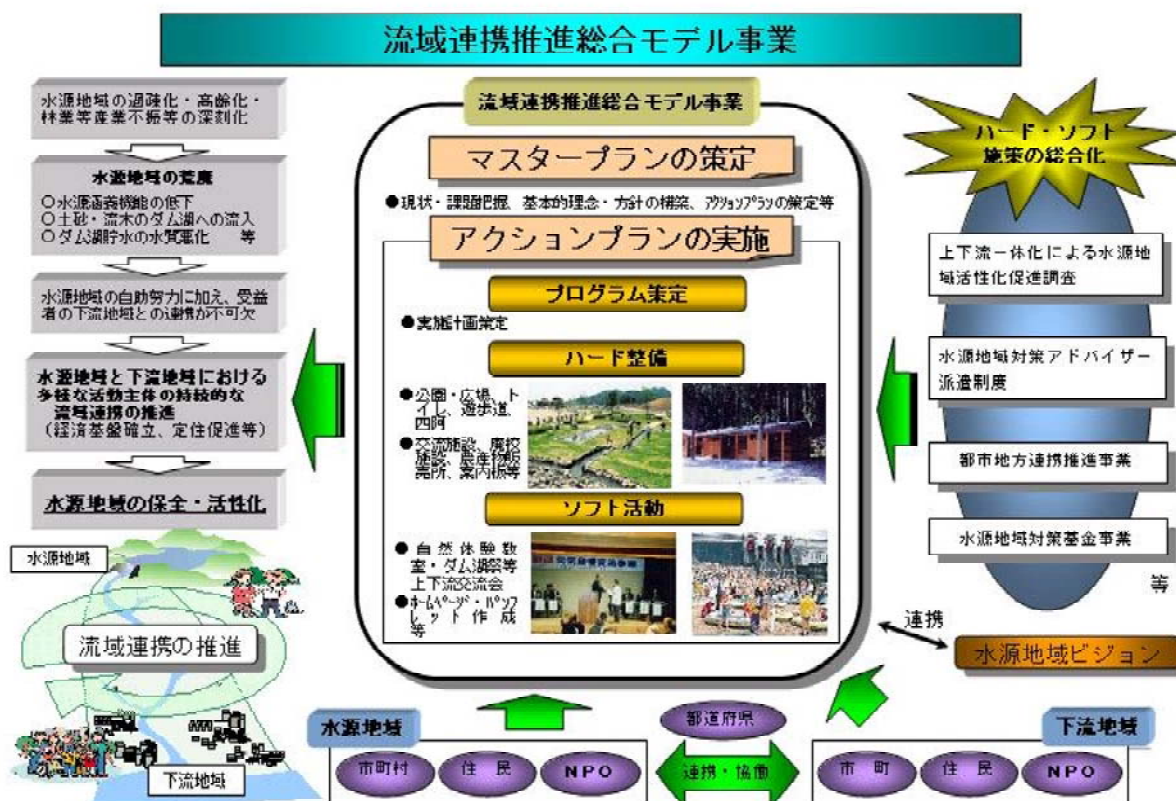 流域連携推進総合モデル事業
水源地域の過疎化・高齢化・
林業等産業不振等の深刻化
水源地域の荒廃
○水源涵養機能の低下
○土砂・流木のダム湖への流入
○ダム湖貯水の水質悪化　等
水源地域の自助努力に加え、受益
者の下流地域との連携が不可欠
水源地域と下流地域における
多様な活動主体の持続的な
流域連携の推進
（経済基盤確立、定住促進等）
水源地域の保全・活性化
水源地域
流域連携の推進
下流地域
流域連携推進総合モデル事業
マスタープランの策定
●現状・課題把握、基本的理念・方針の構築、アクションプランの策定等
アクションプランの実施
プログラム策定
●実施計画策定
ハード整備
●公園・広場、ト
イレ、遊歩道、
四阿
●交流施設、廃校
施設、農産物販
売所、案内板等
ソフト活動
●自然体験教
室・ダム湖祭等
上下流交流会
●ホームページ・パンフ
レット作成
等
ハード・ソフト
施策の総合化
上下流一体化による水源地
域活性化促進調査
水源地域対策アドバイザー
派遣制度
都市地方連携推進事業
水源地域対策基金事業
等
連携
水源地域ビジョン
水源地域
市町村
住民
NPO
都道府県
連携・協働
下流地域
市町
住民
NPO